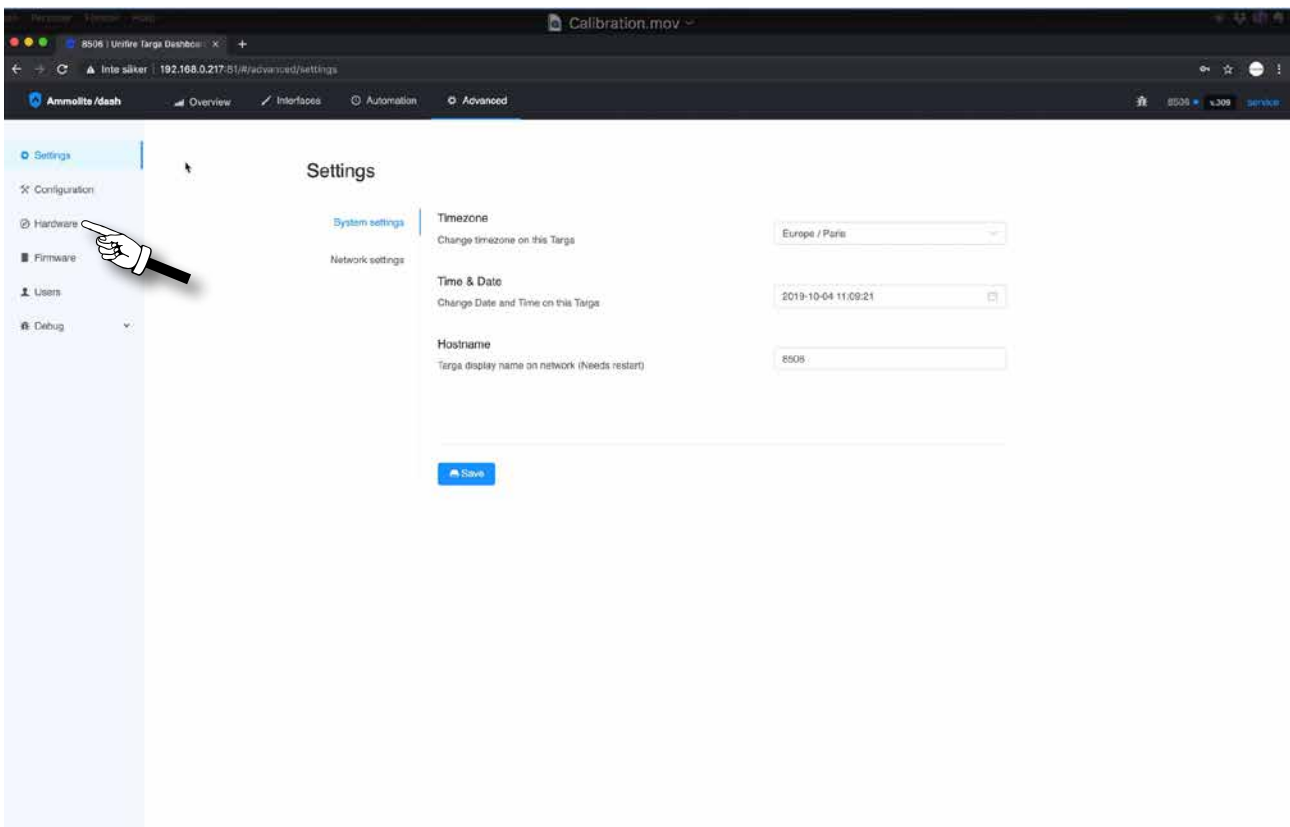 Calibration.mov
8506 | Unifire Targa Dashboar
Inte säker 192.168.0.217:81/#/advanced/settings
Ammolite /dash Overview Interfaces Automation Advanced 8506 service
Settings
Configuration
Hardware
Firmware
Users
Debug
Settings
System settings
Network settings
Timezone
Change timezone on this Targa
Europe / Paris
Time & Date
Change Date and Time on this Targa
2019-10-04 11:09:21
Hostname
Targa display name on network (Needs restart)
8506
Save